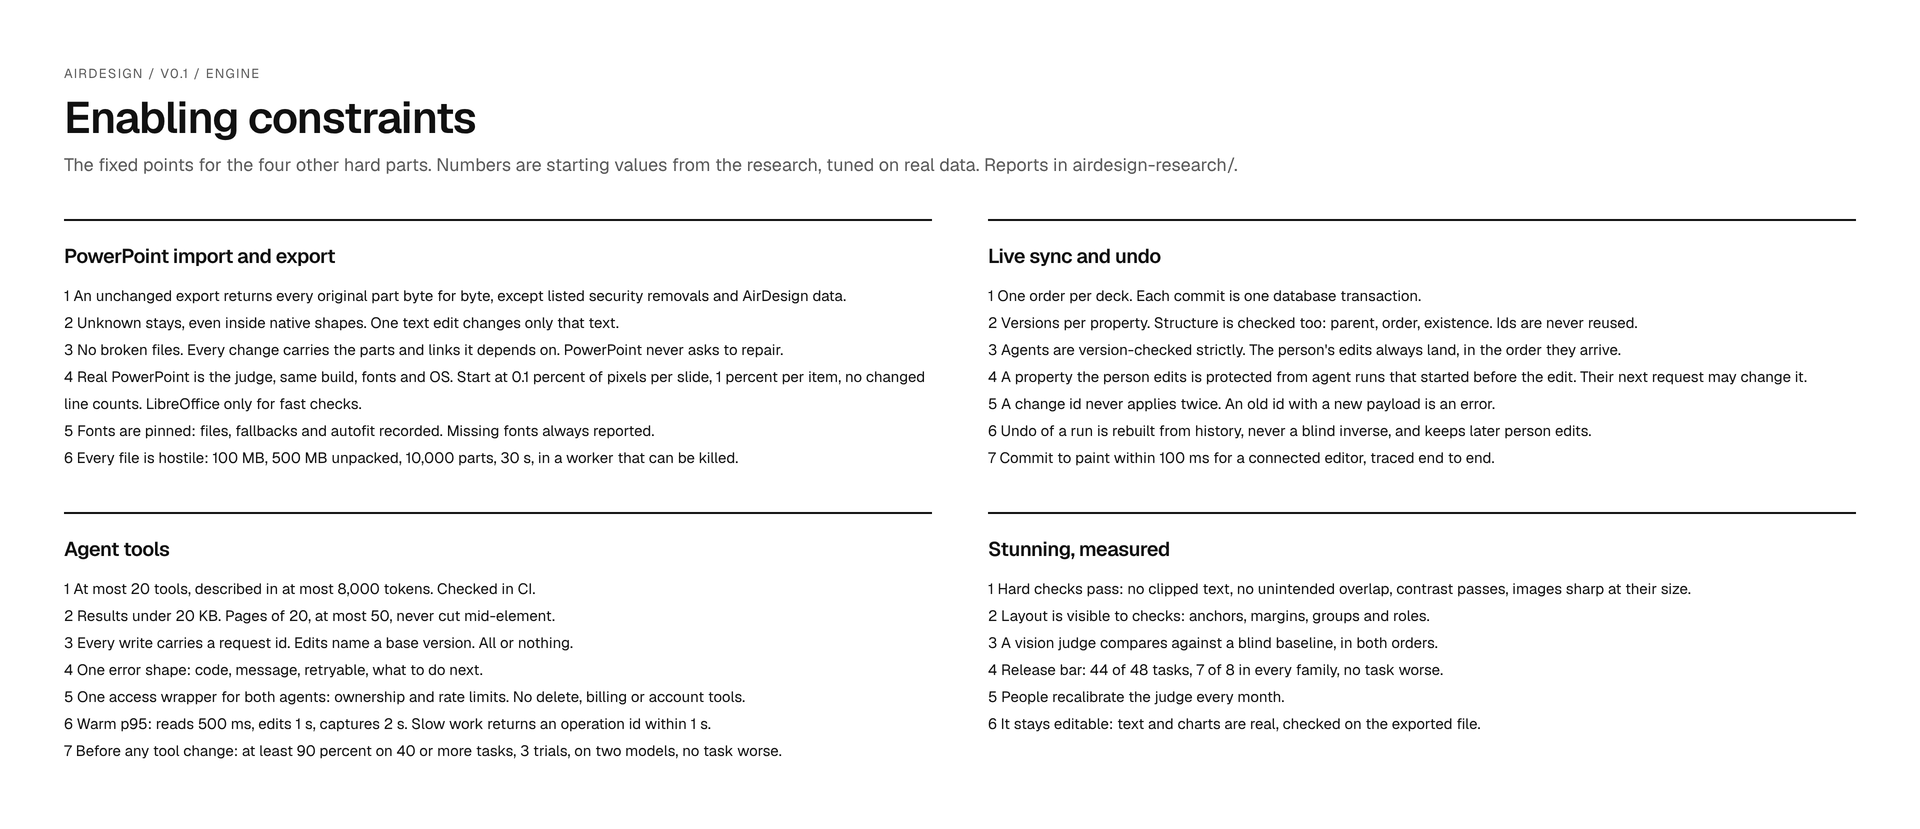 AIRDESIGN / V0.1 / ENGINE
Enabling constraints
The fixed points for the four other hard parts. Numbers are starting values from the research, tuned on real data. Reports in airdesign-research/.
PowerPoint import and export
1 An unchanged export returns every original part byte for byte, except listed security removals and AirDesign data.
2 Unknown stays, even inside native shapes. One text edit changes only that text.
3 No broken files. Every change carries the parts and links it depends on. PowerPoint never asks to repair.
4 Real PowerPoint is the judge, same build, fonts and OS. Start at 0.1 percent of pixels per slide, 1 percent per item, no changed
line counts. LibreOffice only for fast checks.
5 Fonts are pinned: files, fallbacks and autofit recorded. Missing fonts always reported.
6 Every file is hostile: 100 MB, 500 MB unpacked, 10,000 parts, 30 s, in a worker that can be killed.
Live sync and undo
1 One order per deck. Each commit is one database transaction.
2 Versions per property. Structure is checked too: parent, order, existence. Ids are never reused.
3 Agents are version-checked strictly. The person's edits always land, in the order they arrive.
4 A property the person edits is protected from agent runs that started before the edit. Their next request may change it.
5 A change id never applies twice. An old id with a new payload is an error.
6 Undo of a run is rebuilt from history, never a blind inverse, and keeps later person edits.
7 Commit to paint within 100 ms for a connected editor, traced end to end.
Agent tools
1 At most 20 tools, described in at most 8,000 tokens. Checked in CI.
2 Results under 20 KB. Pages of 20, at most 50, never cut mid-element.
3 Every write carries a request id. Edits name a base version. All or nothing.
4 One error shape: code, message, retryable, what to do next.
5 One access wrapper for both agents: ownership and rate limits. No delete, billing or account tools.
6 Warm p95: reads 500 ms, edits 1 s, captures 2 s. Slow work returns an operation id within 1 s.
7 Before any tool change: at least 90 percent on 40 or more tasks, 3 trials, on two models, no task worse.
Stunning, measured
1 Hard checks pass: no clipped text, no unintended overlap, contrast passes, images sharp at their size.
2 Layout is visible to checks: anchors, margins, groups and roles.
3 A vision judge compares against a blind baseline, in both orders.
4 Release bar: 44 of 48 tasks, 7 of 8 in every family, no task worse.
5 People recalibrate the judge every month.
6 It stays editable: text and charts are real, checked on the exported file.